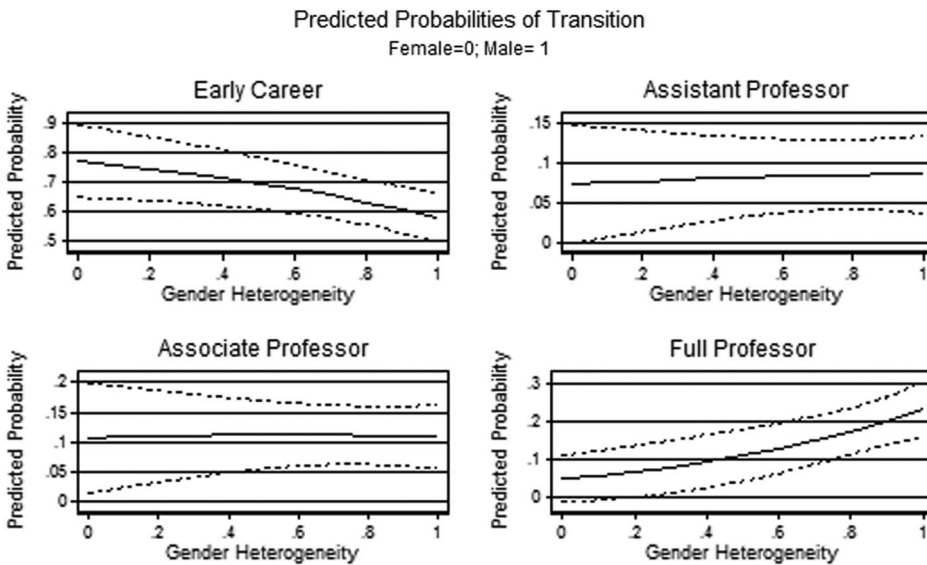 Predicted Probabilities of Transition
Female=0; Male= 1
Early Career
Predicted Probability
.9
.8
.7
.6
.5
0 .2 .4 .6 .8 1
Gender Heterogeneity
Assistant Professor
Predicted Probability
.15
.1
.05
0
0 .2 .4 .6 .8 1
Gender Heterogeneity
Associate Professor
Predicted Probability
.2
.15
.1
.05
0
0 .2 .4 .6 .8 1
Gender Heterogeneity
Full Professor
Predicted Probability
.3
.2
.1
0
0 .2 .4 .6 .8 1
Gender Heterogeneity